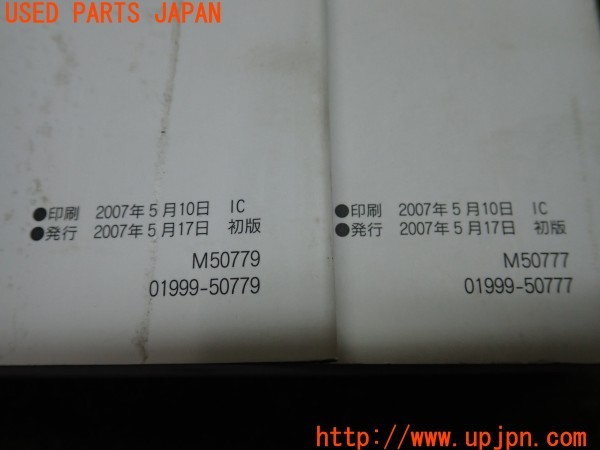 USED PARTS JAPAN
●印刷 2007年5月10日 IC
●発行 2007年5月17日 初版
M50779
01999-50779
●印刷 2007年5月10日 IC
●発行 2007年5月17日 初版
M50777
01999-50777
http://www.upjpn.com